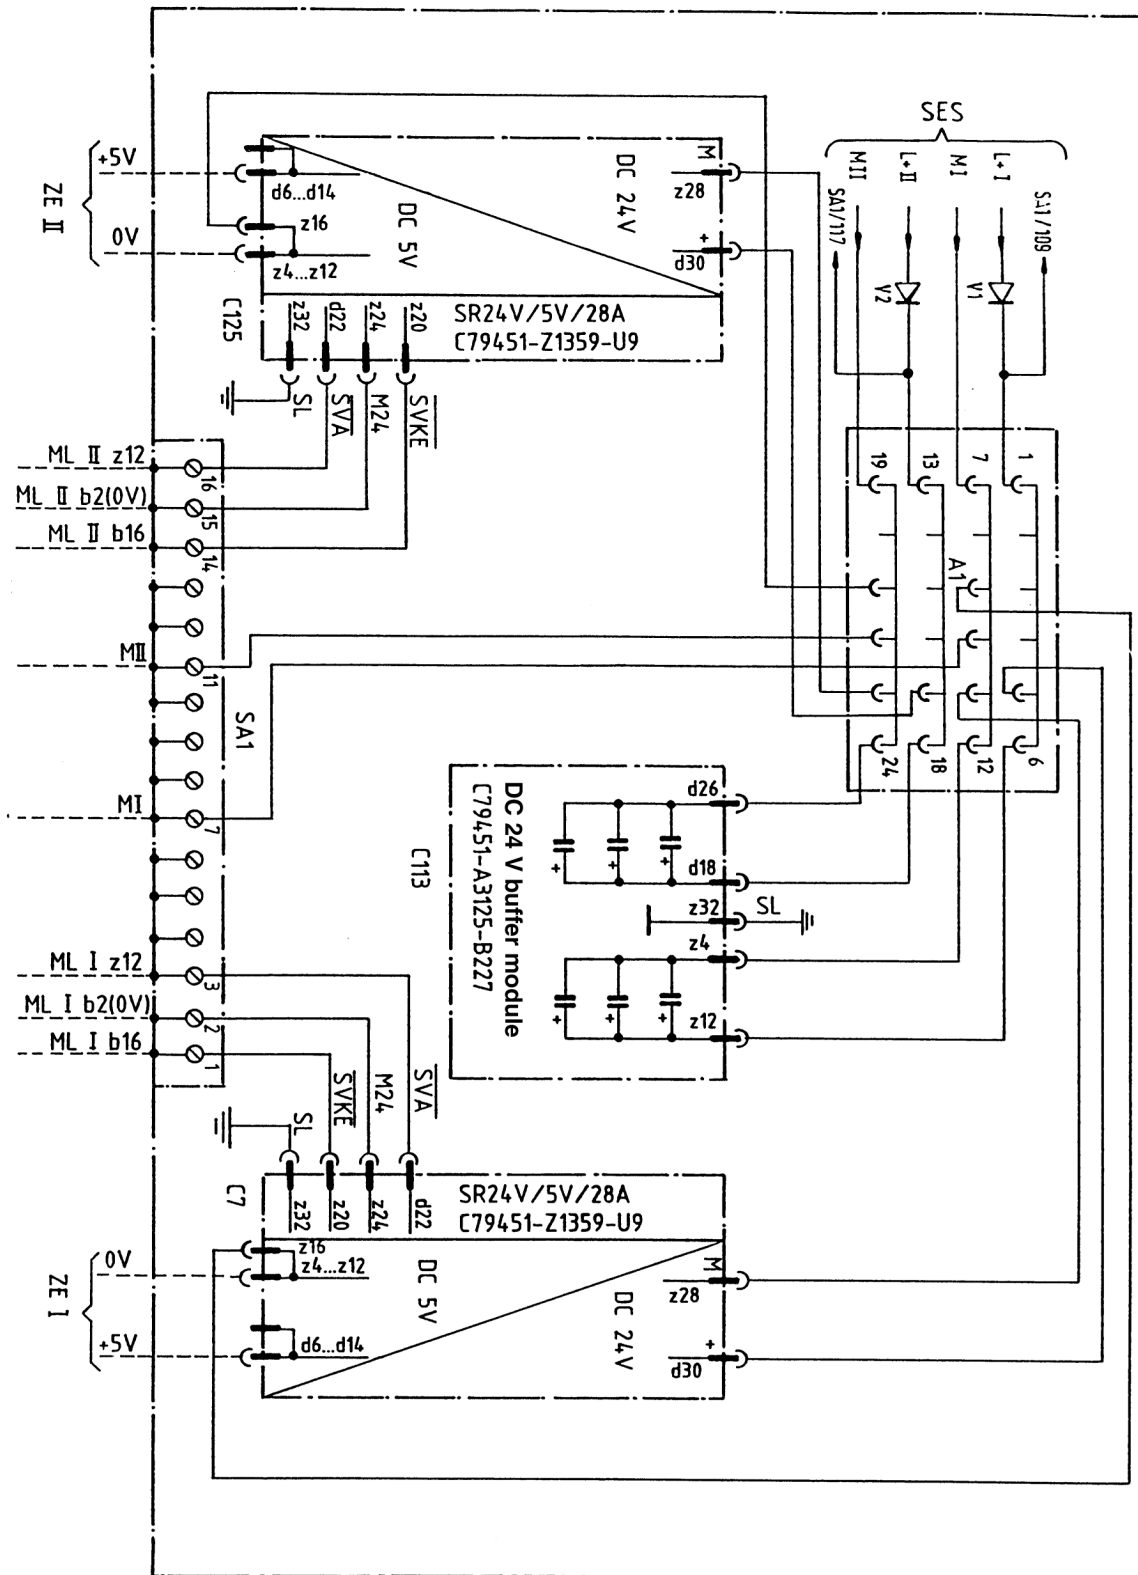 SES
MII
L+II
MI
L+I
SA1/117
SA1/109
V2
V1
ZE II
+5V
0V
d6...d14
z16
z4...z12
DC 5V
DC 24V
M
z28
+
d30
SR24V/5V/28A
C79451-Z1359-U9
C125
z32
d22
z24
z20
SL
SVA
M24
SVKE
19
13
7
1
A1
24
18
12
6
ML II z12
16
ML II b2(0V)
15
ML II b16
14
MII
11
SA1
MI
7
ML I z12
3
ML I b2(0V)
2
ML I b16
1
C113
DC 24 V buffer module
C79451-A3125-B227
d26
d18
z32
SL
z4
z12
+
+
+
+
+
+
SL
SVKE
M24
SVA
C7
z32
z20
z24
d22
SR24V/5V/28A
C79451-Z1359-U9
ZE I
0V
+5V
z16
z4...z12
d6...d14
DC 5V
DC 24V
M
z28
+
d30